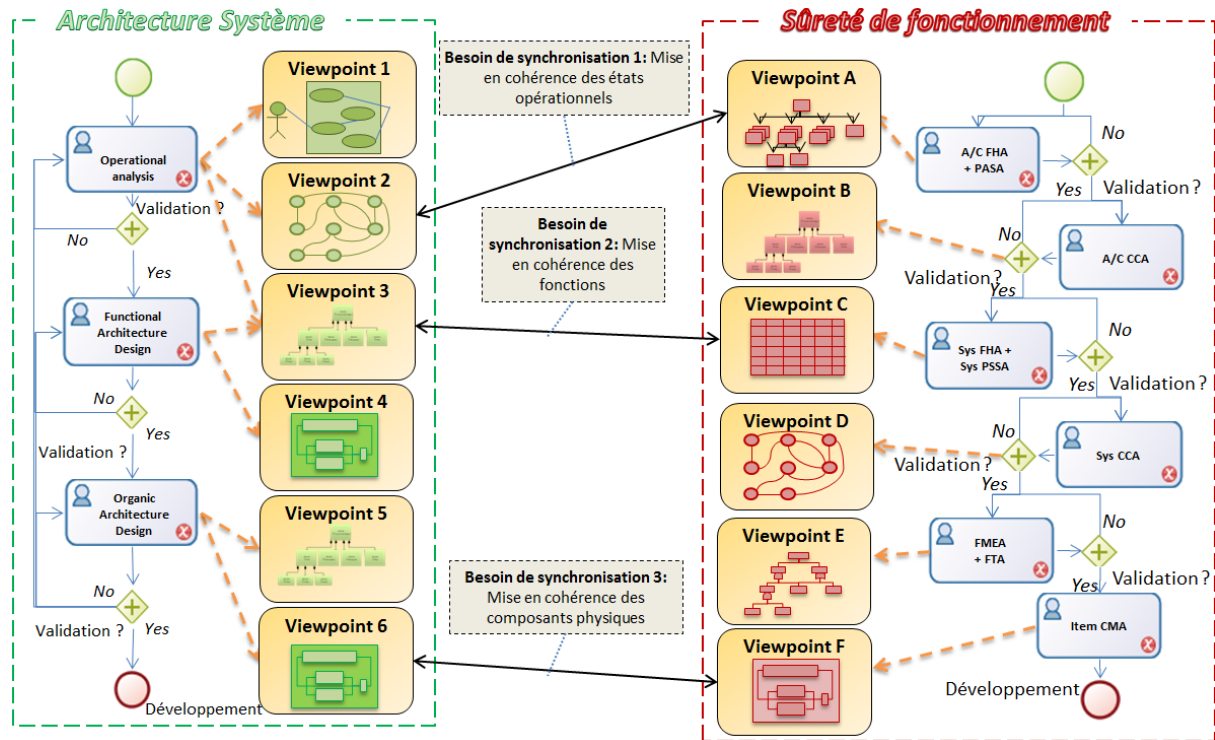 Architecture Système
Sûreté de fonctionnement
Operational
analysis
Validation ?
No
Yes
Functional
Architecture
Design
No
Yes
Validation ?
Organic
Architecture
Design
No
Validation ?
Yes
Développement
Viewpoint 1
Viewpoint 2
Viewpoint 3
Viewpoint 4
Viewpoint 5
Viewpoint 6
Besoin de synchronisation 1: Mise
en cohérence des états
opérationnels
Besoin de
synchronisation 2: Mise
en cohérence des
fonctions
Besoin de synchronisation 3:
Mise en cohérence des
composants physiques
Viewpoint A
Viewpoint B
Viewpoint C
Viewpoint D
Viewpoint E
Viewpoint F
A/C FHA
+ PASA
No
Yes
Validation ?
A/C CCA
No
Validation ?
Yes
Sys FHA +
Sys PSSA
No
Yes
Validation ?
Sys CCA
No
Validation ?
Yes
FMEA
+ FTA
No
Yes
Validation ?
Item CMA
Développement